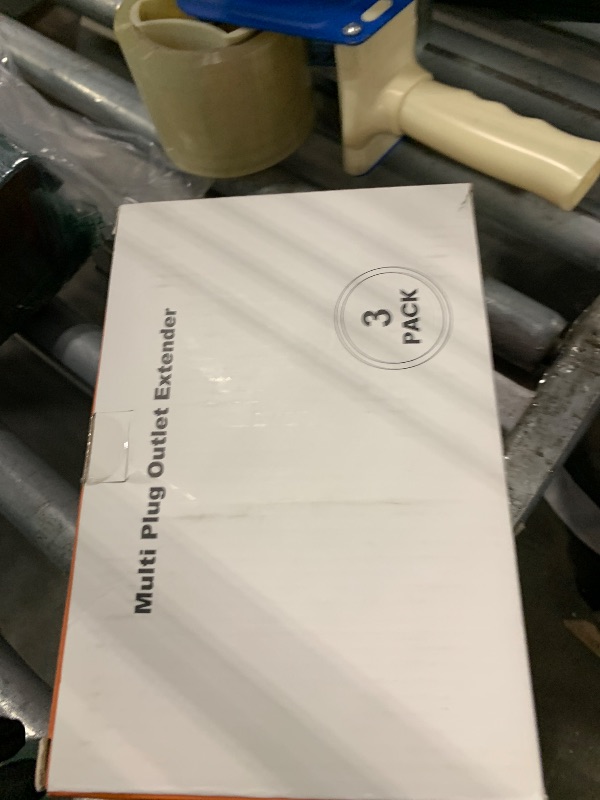 Multi Plug Outlet Extender
3
PACK